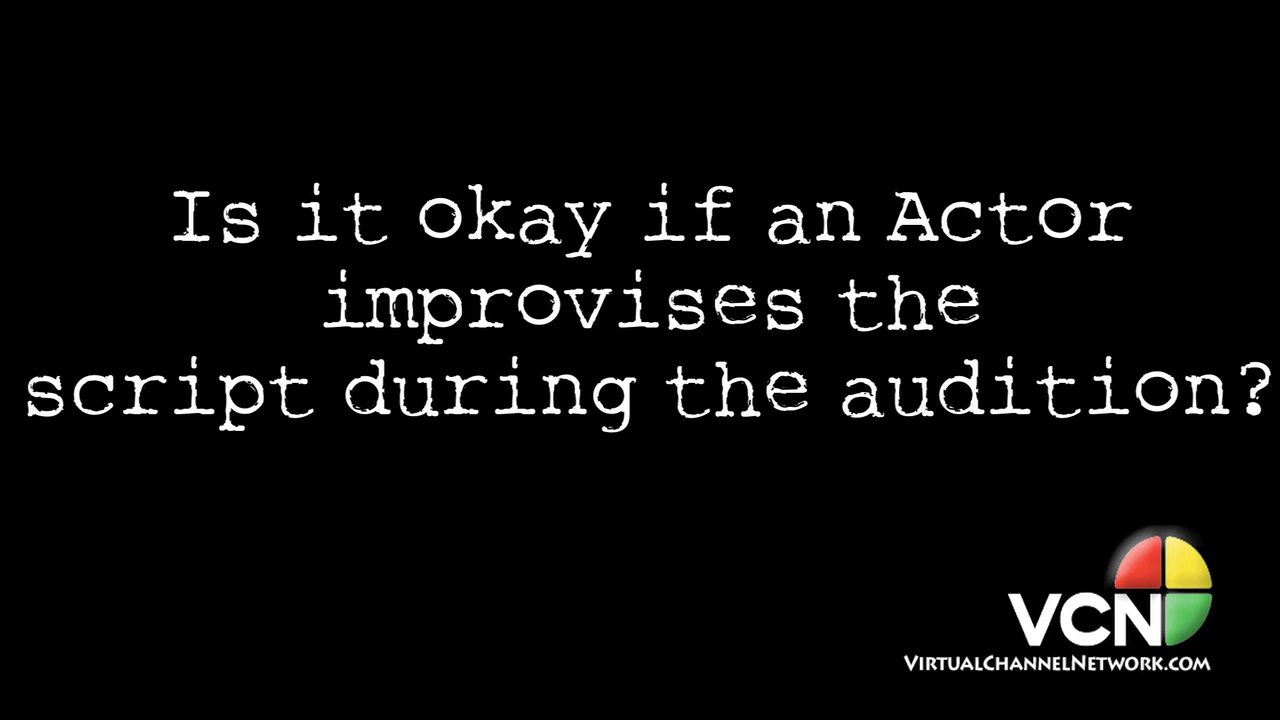 Is it okay if an Actor
improvises the
script during the audition?
VCN
VIRTUALCHANNELNETWORK.COM